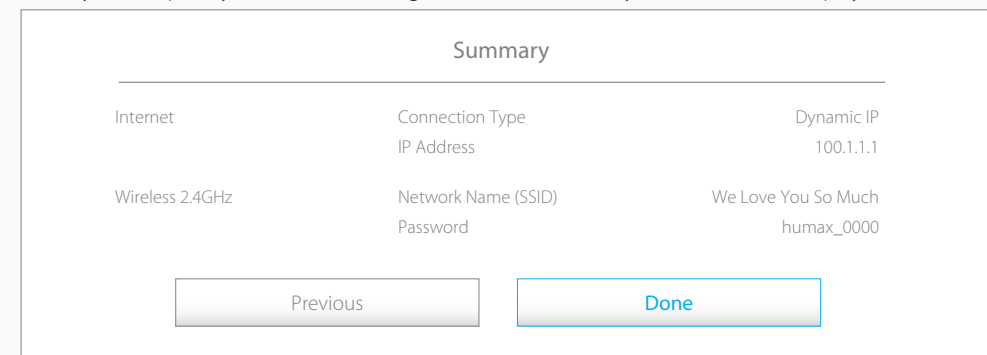 Summary
Internet Connection Type Dynamic IP
IP Address 100.1.1.1
Wireless 2.4GHz Network Name (SSID) We Love You So Much
Password humax_0000
Previous Done